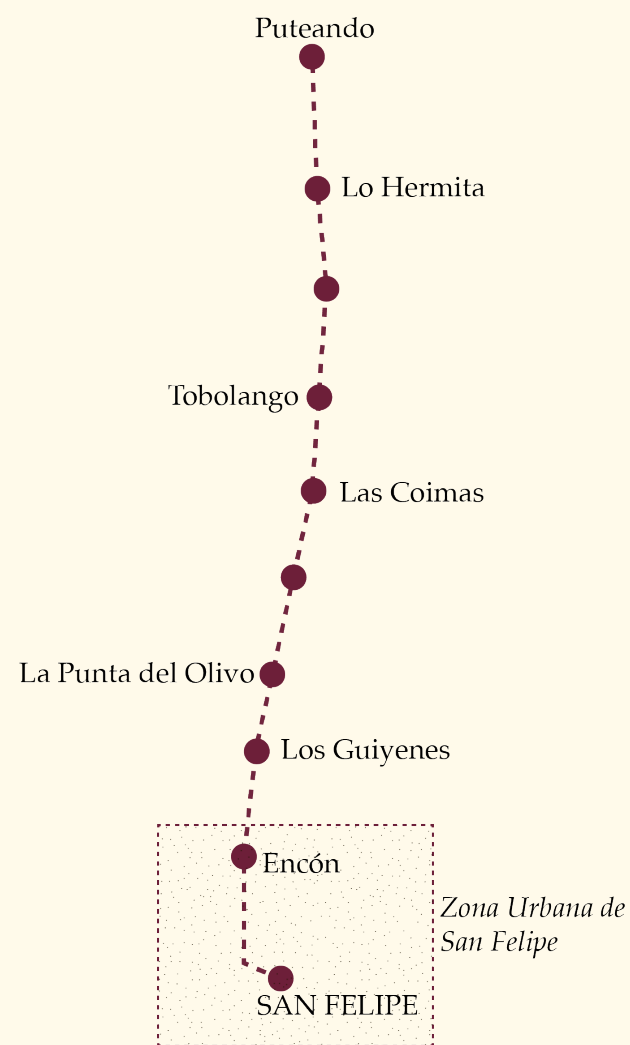 Puteando
Lo Hermita
Tobolango
Las Coimas
La Punta del Olivo
Los Guiyenes
Encón
Zona Urbana de
San Felipe
SAN FELIPE